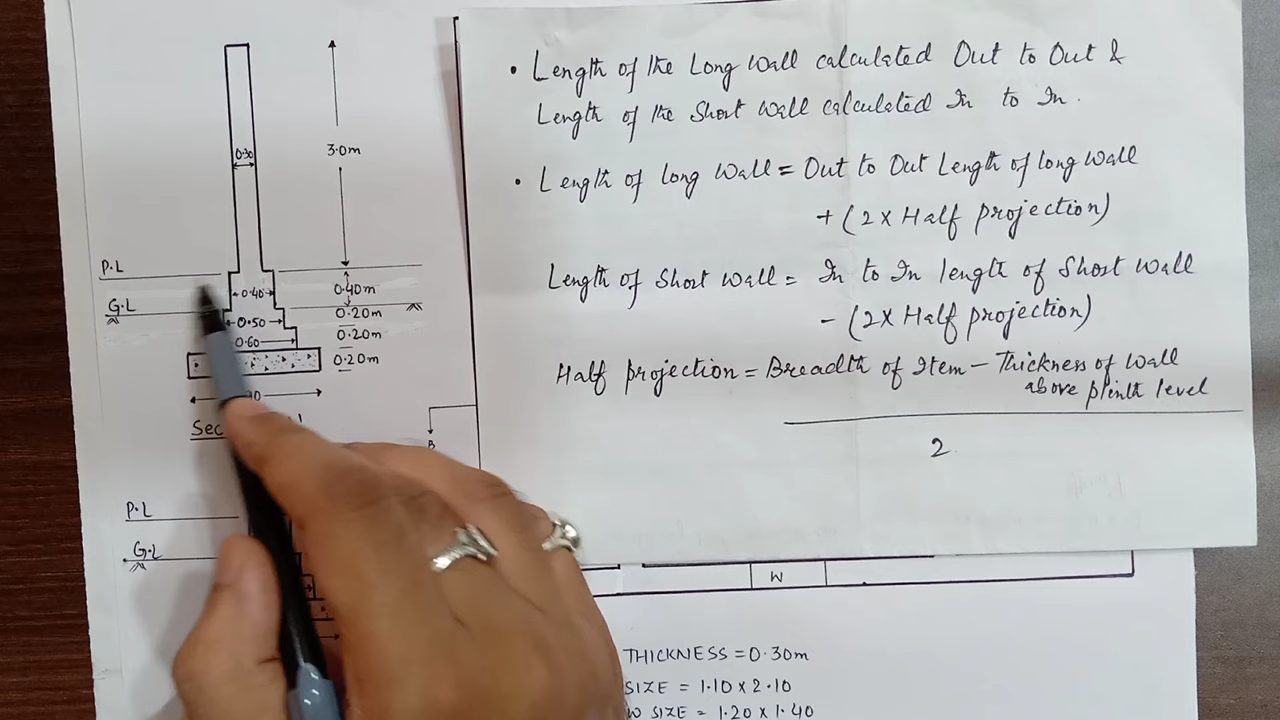 • Length of the Long wall calculated Out to Out &
Length of the Short Wall calculated In to In.
• Length of long Wall = Out to Out Length of long Wall
+ (2 x Half projection)
Length of Short wall = In to In length of Short Wall
- (2x Half projection)
Half projection = Breadth of Item - Thickness of Wall
above plinth level
2
0.30
3.0m
P.L
0.40
0.40m
G.L
0.50
0.20m
0.60
0.20m
0.20m
B
P.L
G.L
W
THICKNESS = 0.30m
SIZE = 1.10 x 2.10
W SIZE = 1.20 x 1.40